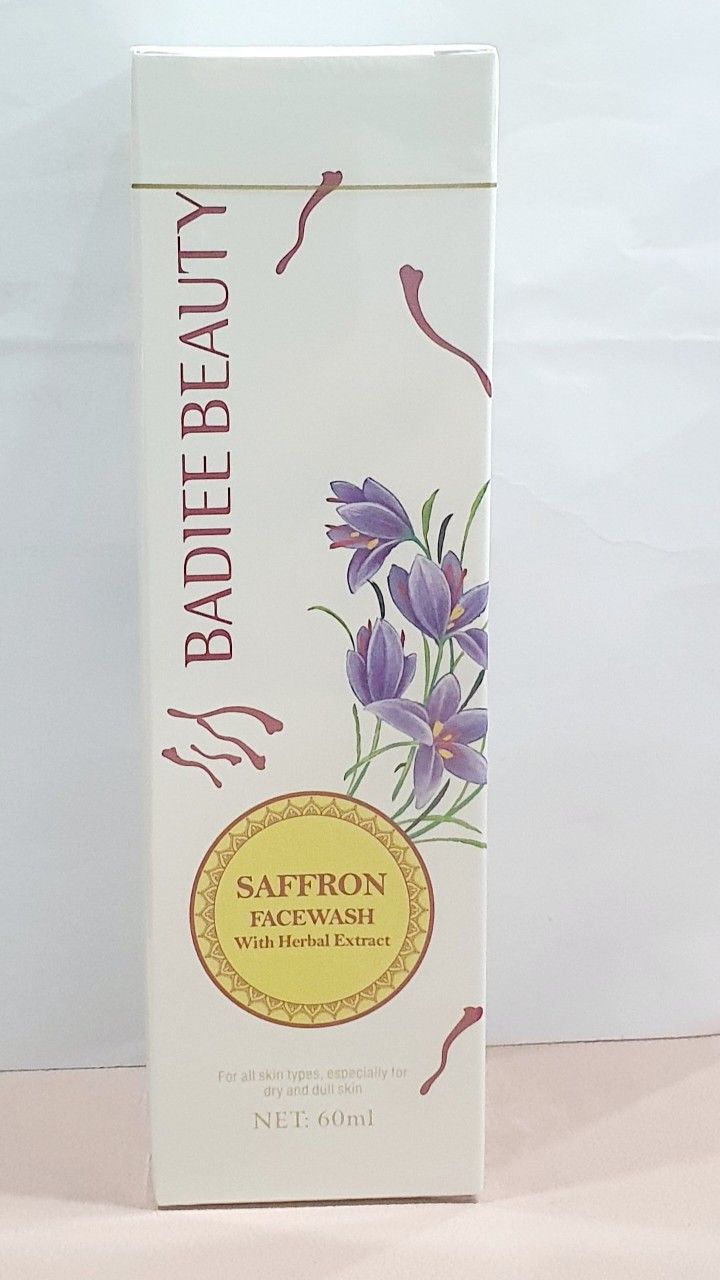 BADIEE BEAUTY
SAFFRON
FACEWASH
With Herbal Extract
For all skin types, especially for
dry and dull skin
NET: 60ml